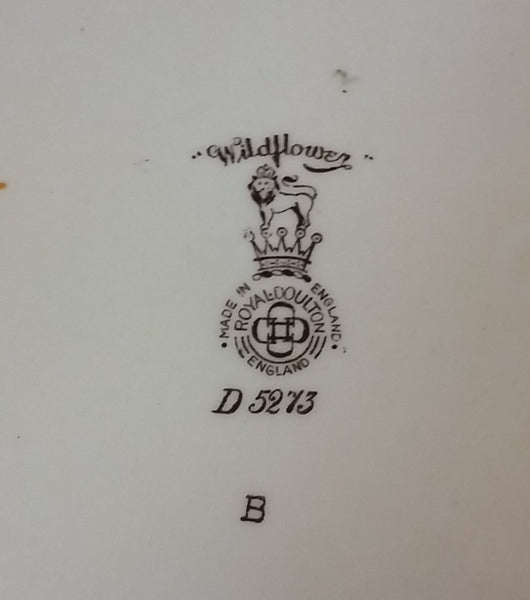 "Wildflower"
MADE IN ENGLAND
ROYAL DOULTON
ENGLAND
D 5273
B